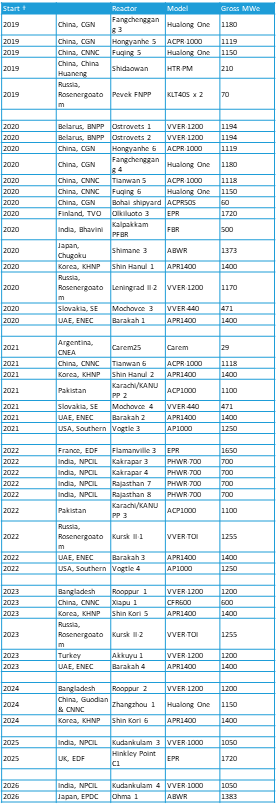 Start † Country Reactor Model Gross MWe
2019 China, CGN Fangchenggan
g 3 Hualong One 1180
2019 China, CGN Hongyanhe 5 ACPR-1000 1119
2019 China, CNNC Fuqing 5 Hualong One 1150
2019 China, China
Huaneng Shidaowan HTR-PM 210
2019 Russia,
Rosenergoato
m Pevek FNPP KLT40S x 2 70
2020 Belarus, BNPP Ostrovets 1 VVER-1200 1194
2020 Belarus, BNPP Ostrovets 2 VVER-1200 1194
2020 China, CGN Hongyanhe 6 ACPR-1000 1119
2020 China, CGN Fangchenggan
g 4 Hualong One 1180
2020 China, CNNC Tianwan 5 ACPR-1000 1118
2020 China, CNNC Fuqing 6 Hualong One 1150
2020 China, CGN Bohai shipyard ACPR50S 60
2020 Finland, TVO Olkiluoto 3 EPR 1720
2020 India, Bhavini Kalpakkam
PFBR FBR 500
2020 Japan,
Chugoku Shimane 3 ABWR 1373
2020 Korea, KHNP Shin Hanul 1 APR1400 1400
2020 Russia,
Rosenergoato
m Leningrad II-2 VVER-1200 1170
2020 Slovakia, SE Mochovce 3 VVER-440 471
2020 UAE, ENEC Barakah 1 APR1400 1400
2021 Argentina,
CNEA Carem25 Carem 29
2021 China, CNNC Tianwan 6 ACPR-1000 1118
2021 Korea, KHNP Shin Hanul 2 APR1400 1400
2021 Pakistan Karachi/KANU
PP 2 ACP1000 1100
2021 Slovakia, SE Mochovce 4 VVER-440 471
2021 UAE, ENEC Barakah 2 APR1400 1400
2021 USA, Southern Vogtle 3 AP1000 1250
2022 France, EDF Flamanville 3 EPR 1650
2022 India, NPCIL Kakrapar 3 PHWR-700 700
2022 India, NPCIL Kakrapar 4 PHWR-700 700
2022 India, NPCIL Rajasthan 7 PHWR-700 700
2022 India, NPCIL Rajasthan 8 PHWR-700 700
2022 Pakistan Karachi/KANU
PP 3 ACP1000 1100
2022 Russia,
Rosenergoato
m Kursk II-1 VVER-TOI 1255
2022 UAE, ENEC Barakah 3 APR1400 1400
2022 USA, Southern Vogtle 4 AP1000 1250
2023 Bangladesh Rooppur 1 VVER-1200 1200
2023 China, CNNC Xiapu 1 CFR600 600
2023 Korea, KHNP Shin Kori 5 APR1400 1400
2023 Russia,
Rosenergoato
m Kursk II-2 VVER-TOI 1255
2023 Turkey Akkuyu 1 VVER-1200 1200
2023 UAE, ENEC Barakah 4 APR1400 1400
2024 Bangladesh Rooppur 2 VVER-1200 1200
2024 China, Guodian
& CNNC Zhangzhou 1 Hualong One 1150
2024 Korea, KHNP Shin Kori 6 APR1400 1400
2025 India, NPCIL Kudankulam 3 VVER-1000 1050
2025 UK, EDF Hinkley Point
C1 EPR 1720
2026 India, NPCIL Kudankulam 4 VVER-1000 1050
2026 Japan, EPDC Ohma 1 ABWR 1383